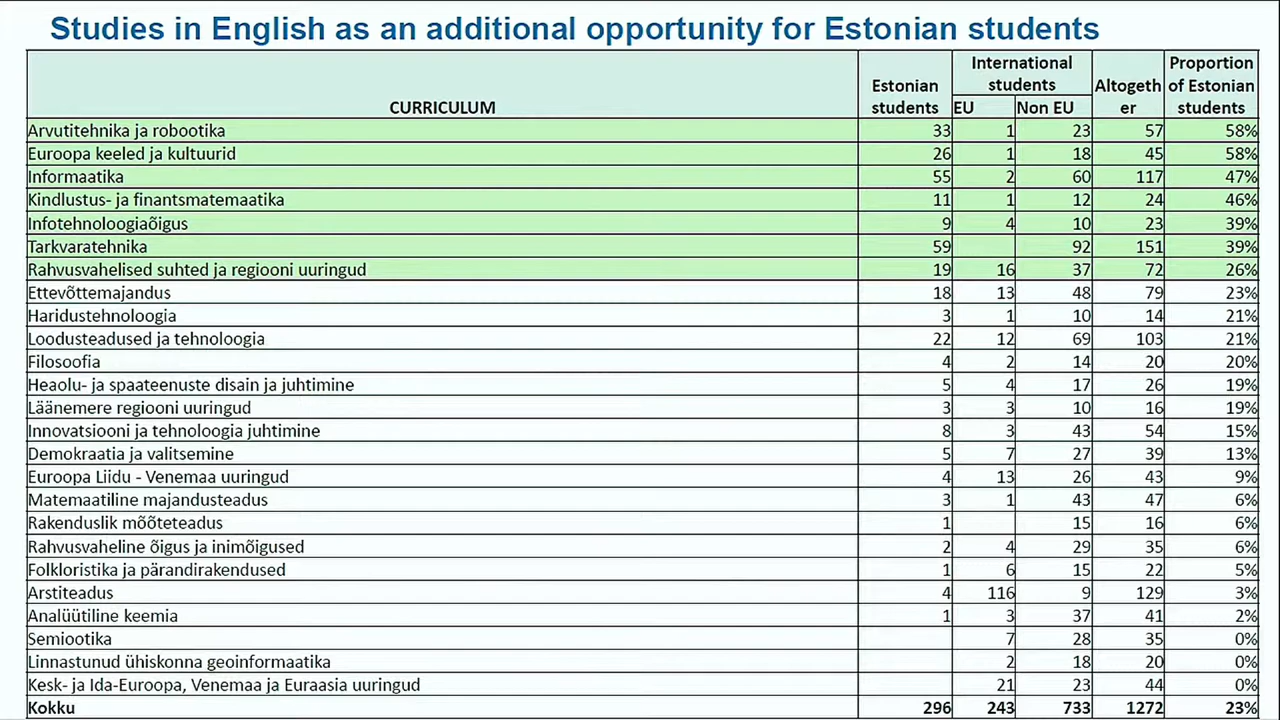 Studies in English as an additional opportunity for Estonian students
CURRICULUM Estonian students International students EU Non EU Altogether Proportion of Estonian students
Arvutitehnika ja robootika 33 1 23 57 58%
Euroopa keeled ja kultuurid 26 1 18 45 58%
Informaatika 55 2 60 117 47%
Kindlustus- ja finantsmatemaatika 11 1 12 24 46%
Infotehnoloogiaõigus 9 4 10 23 39%
Tarkvaratehnika 59 92 151 39%
Rahvusvahelised suhted ja regiooni uuringud 19 16 37 72 26%
Ettevõttemajandus 18 13 48 79 23%
Haridustehnoloogia 3 1 10 14 21%
Loodusteadused ja tehnoloogia 22 12 69 103 21%
Filosoofia 4 2 14 20 20%
Heaolu- ja spaateenuste disain ja juhtimine 5 4 17 26 19%
Läänemere regiooni uuringud 3 3 10 16 19%
Innovatsiooni ja tehnoloogia juhtimine 8 3 43 54 15%
Demokraatia ja valitsemine 5 7 27 39 13%
Euroopa Liidu - Venemaa uuringud 4 13 26 43 9%
Matemaatiline majandusteadus 3 1 43 47 6%
Rakenduslik mõõteteadus 1 15 16 6%
Rahvusvaheline õigus ja inimõigused 2 4 29 35 6%
Folkloristika ja pärandirakendused 1 6 15 22 5%
Arstiteadus 4 116 9 129 3%
Analüütiline keemia 1 3 37 41 2%
Semiootika 7 28 35 0%
Linnastunud ühiskonna geoinformaatika 2 18 20 0%
Kesk- ja Ida-Euroopa, Venemaa ja Euraasia uuringud 21 23 44 0%
Kokku 296 243 733 1272 23%